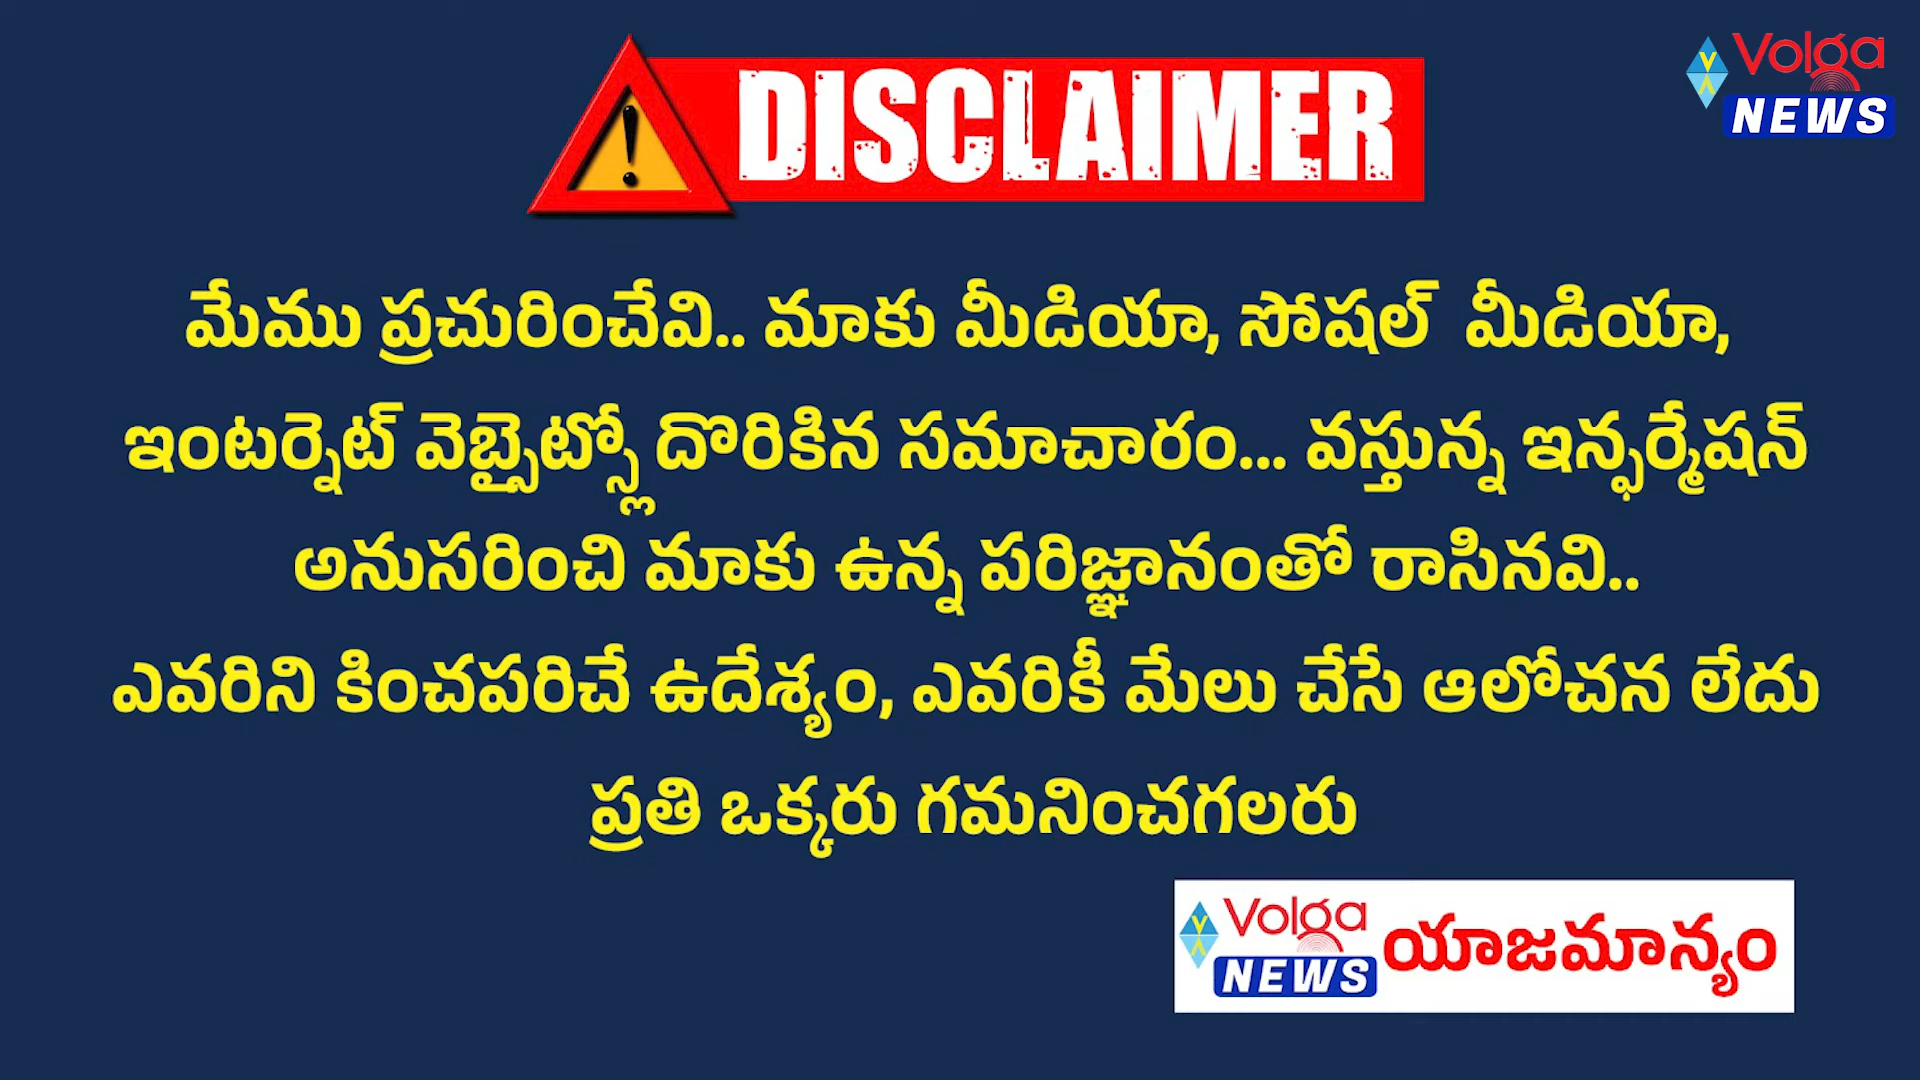 DISCLAIMER
Volga
NEWS
మేము ప్రచురించేవి.. మాకు మీడియా, సోషల్ మీడియా,
ఇంటర్నెట్ వెబ్సైట్స్లో దొరికిన సమాచారం... వస్తున్న ఇన్ఫర్మేషన్
అనుసరించి మాకు ఉన్న పరిజ్ఞానంతో రాసినవి..
ఎవరిని కించపరిచే ఉదేశ్యం, ఎవరికీ మేలు చేసే ఆలోచన లేదు
ప్రతి ఒక్కరు గమనించగలరు
Volga
NEWS యాజమాన్యం